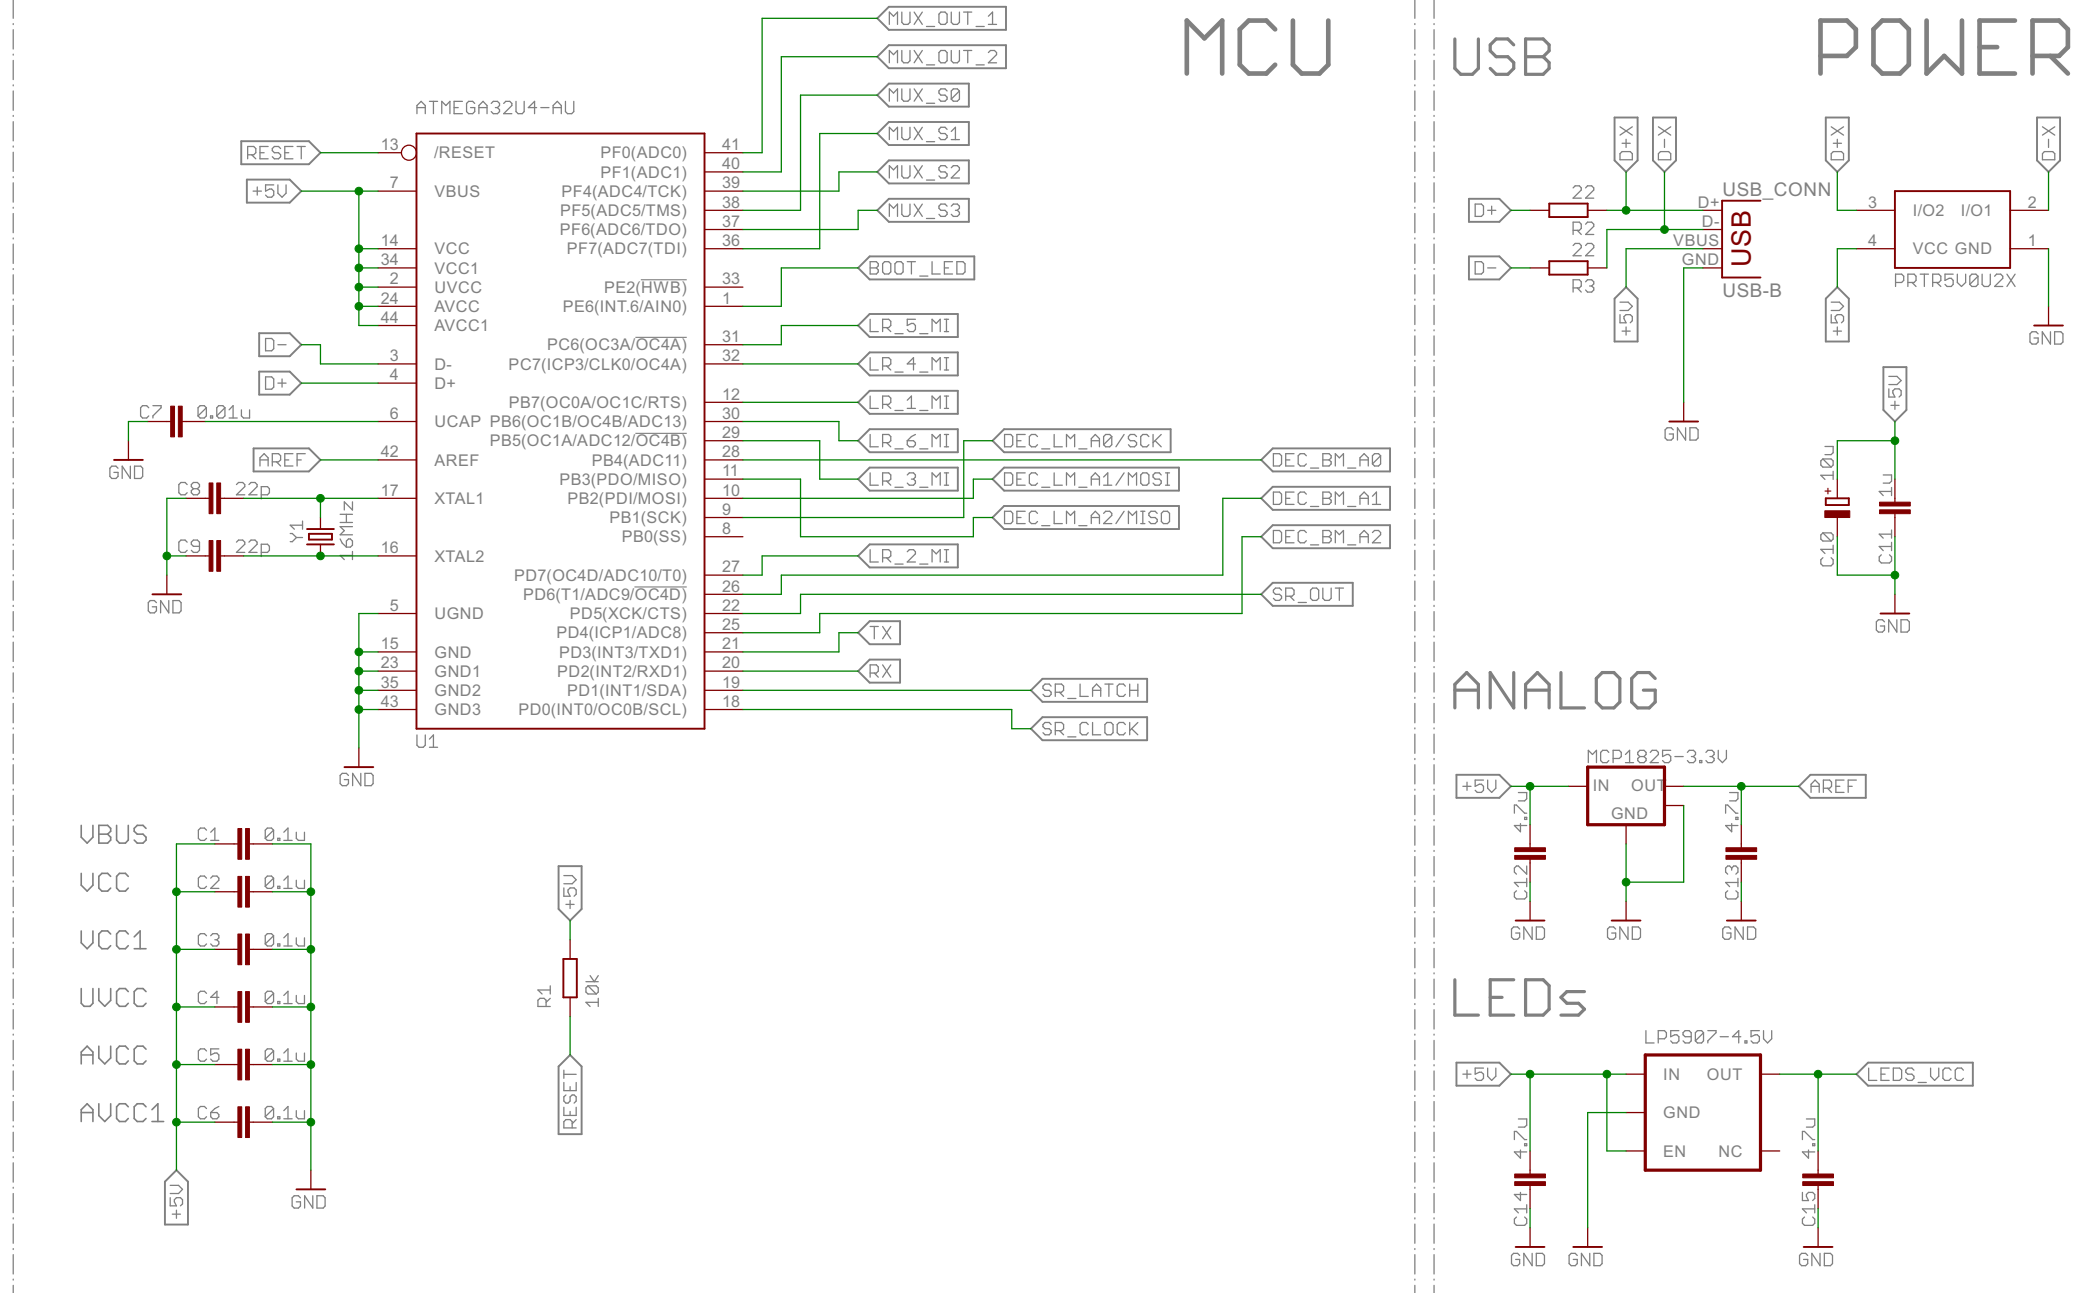 MCU
USB
POWER
MUX_OUT_1
MUX_OUT_2
MUX_S0
MUX_S1
MUX_S2
MUX_S3
ATMEGA32U4-AU
RESET 13 /RESET PF0(ADC0) 41
PF1(ADC1) 40
+5V 7 VBUS PF4(ADC4/TCK) 39
PF5(ADC5/TMS) 38
PF6(ADC6/TDO) 37
14 VCC PF7(ADC7(TDI) 36
34 VCC1 BOOT_LED
2 UVCC PE2(HWB) 33
24 AVCC PE6(INT.6/AIN0) 1
44 AVCC1 LR_5_MI
D- PC6(OC3A/OC4A) 31
3 D- PC7(ICP3/CLK0/OC4A) 32 LR_4_MI
D+ 4 D+
PB7(OC0A/OC1C/RTS) 12 LR_1_MI
C7 0.01u 6 UCAP PB6(OC1B/OC4B/ADC13) 30
GND
PB5(OC1A/ADC12/OC4B) 29 LR_6_MI DEC_LM_A0/SCK
AREF 42 AREF PB4(ADC11) 28 DEC_BM_A0
PB3(PDO/MISO) 11 LR_3_MI DEC_LM_A1/MOSI
C8 22p 17 XTAL1 PB2(PDI/MOSI) 10 DEC_BM_A1
PB1(SCK) 9 DEC_LM_A2/MISO
Y1 16MHz
PB0(SS) 8 DEC_BM_A2
C9 22p 16 XTAL2 LR_2_MI
GND
PD7(OC4D/ADC10/T0) 27
PD6(T1/ADC9/OC4D) 26 SR_OUT
5 UGND PD5(XCK/CTS) 22
PD4(ICP1/ADC8) 25 TX
15 GND PD3(INT3/TXD1) 21
23 GND1 PD2(INT2/RXD1) 20 RX
35 GND2 PD1(INT1/SDA) 19 SR_LATCH
43 GND3 PD0(INT0/OC0B/SCL) 18
SR_CLOCK
U1
GND
VBUS C1 0.1u
VCC C2 0.1u
VCC1 C3 0.1u
UVCC C4 0.1u
AVCC C5 0.1u
AVCC1 C6 0.1u
+5V
GND
+5V
R1
10k
RESET
D+X
D-X
D+
22
R2
D-
22
R3
USB_CONN
D+
D-
VBUS
GND
USB
USB-B
+5V
GND
D+X
D-X
3 I/O2 I/O1 2
4 VCC GND 1
PRTR5V0U2X
+5V
GND
+5V
+
10u
C10
1u
C11
GND
ANALOG
MCP1825-3.3V
+5V IN OUT AREF
GND
4.7u
C12
4.7u
C13
GND
GND
GND
LEDs
LP5907-4.5V
+5V IN OUT LEDS_VCC
GND
EN NC
4.7u
C14
4.7u
C15
GND
GND
GND